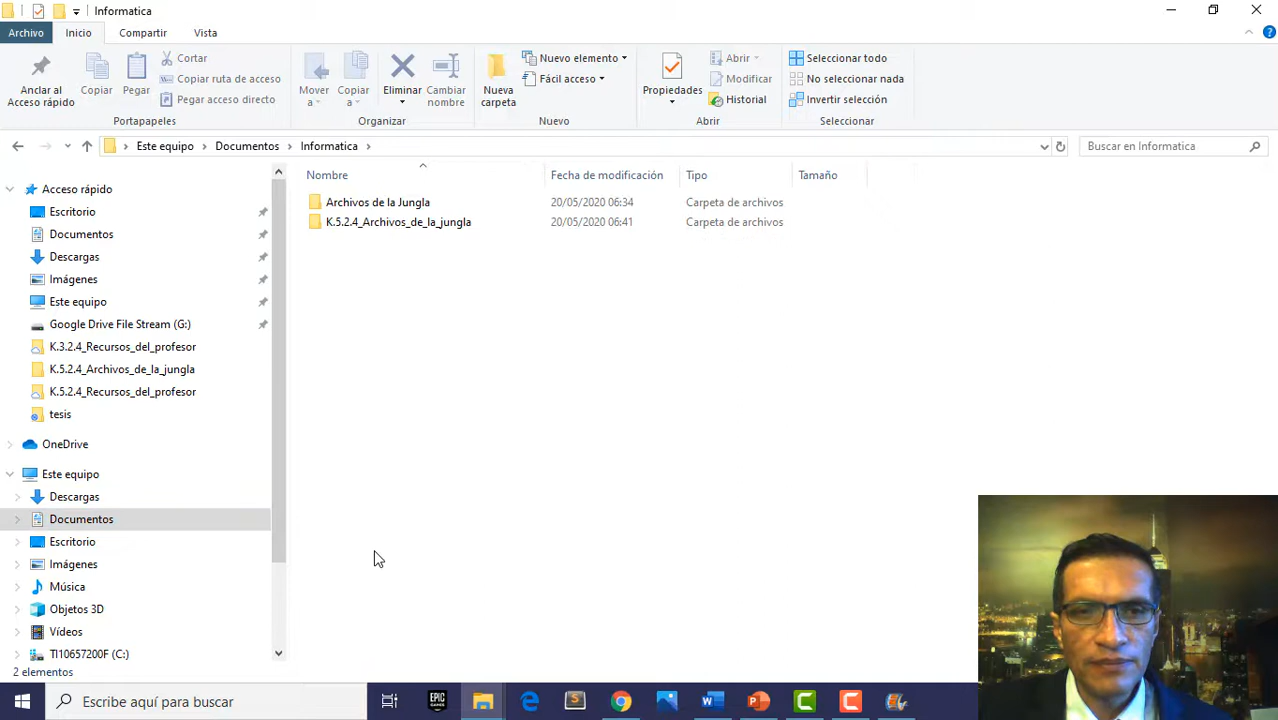 Informatica
Archivo Inicio Compartir Vista
Anclar al Acceso rápido
Copiar
Pegar
Cortar
Copiar ruta de acceso
Pegar acceso directo
Portapapeles
Mover a
Copiar a
Eliminar
Cambiar nombre
Organizar
Nueva carpeta
Nuevo elemento
Fácil acceso
Nuevo
Propiedades
Abrir
Modificar
Historial
Abrir
Seleccionar todo
No seleccionar nada
Invertir selección
Seleccionar
Este equipo > Documentos > Informatica >
Buscar en Informatica
Nombre Fecha de modificación Tipo Tamaño
Archivos de la Jungla 20/05/2020 06:34 Carpeta de archivos
K.5.2.4_Archivos_de_la_jungla 20/05/2020 06:41 Carpeta de archivos
Acceso rápido
Escritorio
Documentos
Descargas
Imágenes
Este equipo
Google Drive File Stream (G:)
K.3.2.4_Recursos_del_profesor
K.5.2.4_Archivos_de_la_jungla
K.5.2.4_Recursos_del_profesor
tesis
OneDrive
Este equipo
Descargas
Documentos
Escritorio
Imágenes
Música
Objetos 3D
Vídeos
TI10657200F (C:)
2 elementos
Escribe aquí para buscar
EPIC GAMES